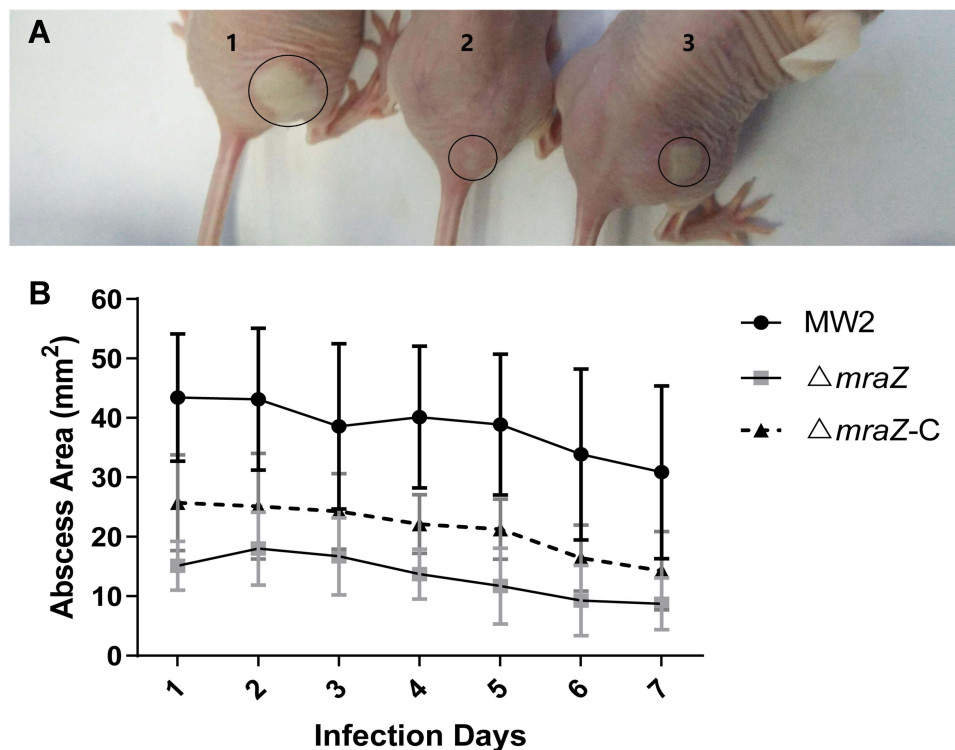 A
1 2 3
B
Abscess Area (mm²)
60
50
40
30
20
10
0
1 2 3 4 5 6 7
Infection Days
MW2
△mraZ
△mraZ-C